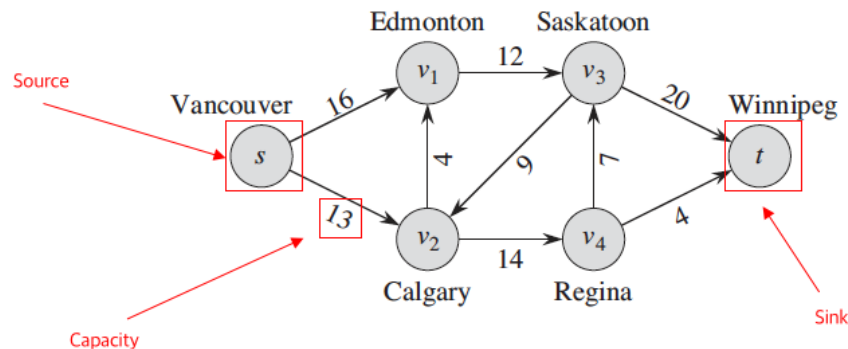 Edmonton Saskatoon
Source
v1 12 v3
Vancouver 16 20 Winnipeg
s 4 9 7 t
13 4
v2 14 v4
Calgary Regina
Sink
Capacity